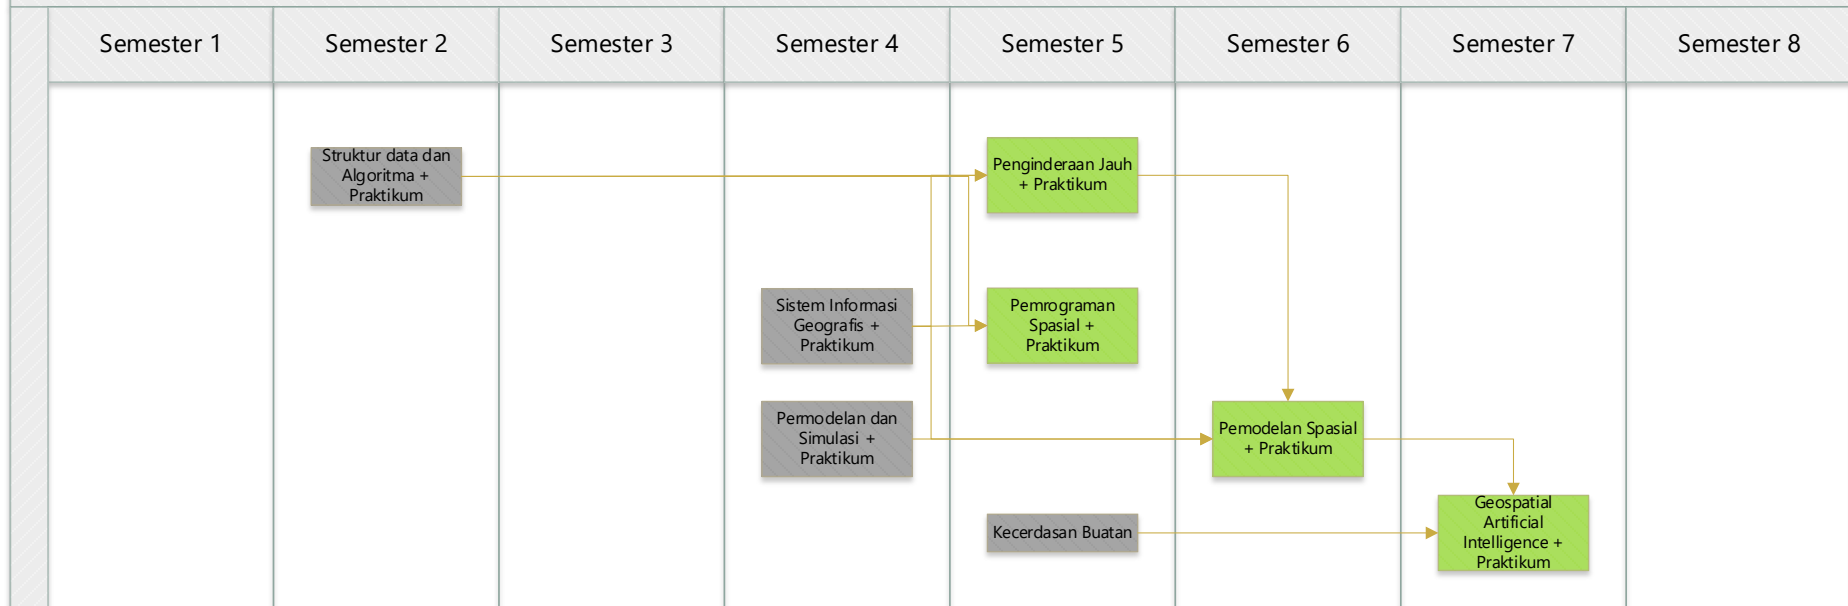 Semester 1
Semester 2
Semester 3
Semester 4
Semester 5
Semester 6
Semester 7
Semester 8
Struktur data dan
Algoritma +
Praktikum
Penginderaan Jauh
+ Praktikum
Sistem Informasi
Geografis +
Praktikum
Pemrograman
Spasial +
Praktikum
Permodelan dan
Simulasi +
Praktikum
Pemodelan Spasial
+ Praktikum
Kecerdasan Buatan
Geospatial
Artificial
Intelligence +
Praktikum